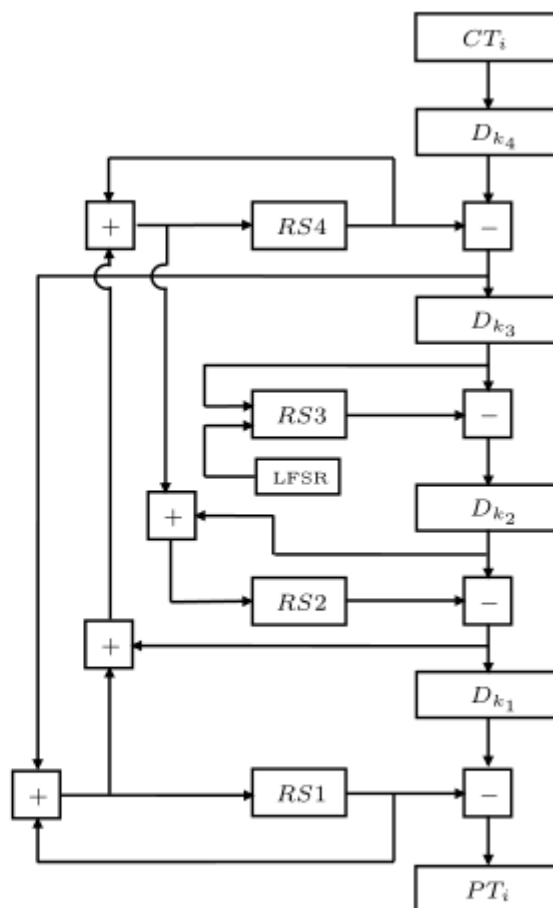 CT_i
D_{k_4}
+
RS4
−
D_{k_3}
RS3
−
LFSR
D_{k_2}
+
RS2
−
+
D_{k_1}
+
RS1
−
PT_i